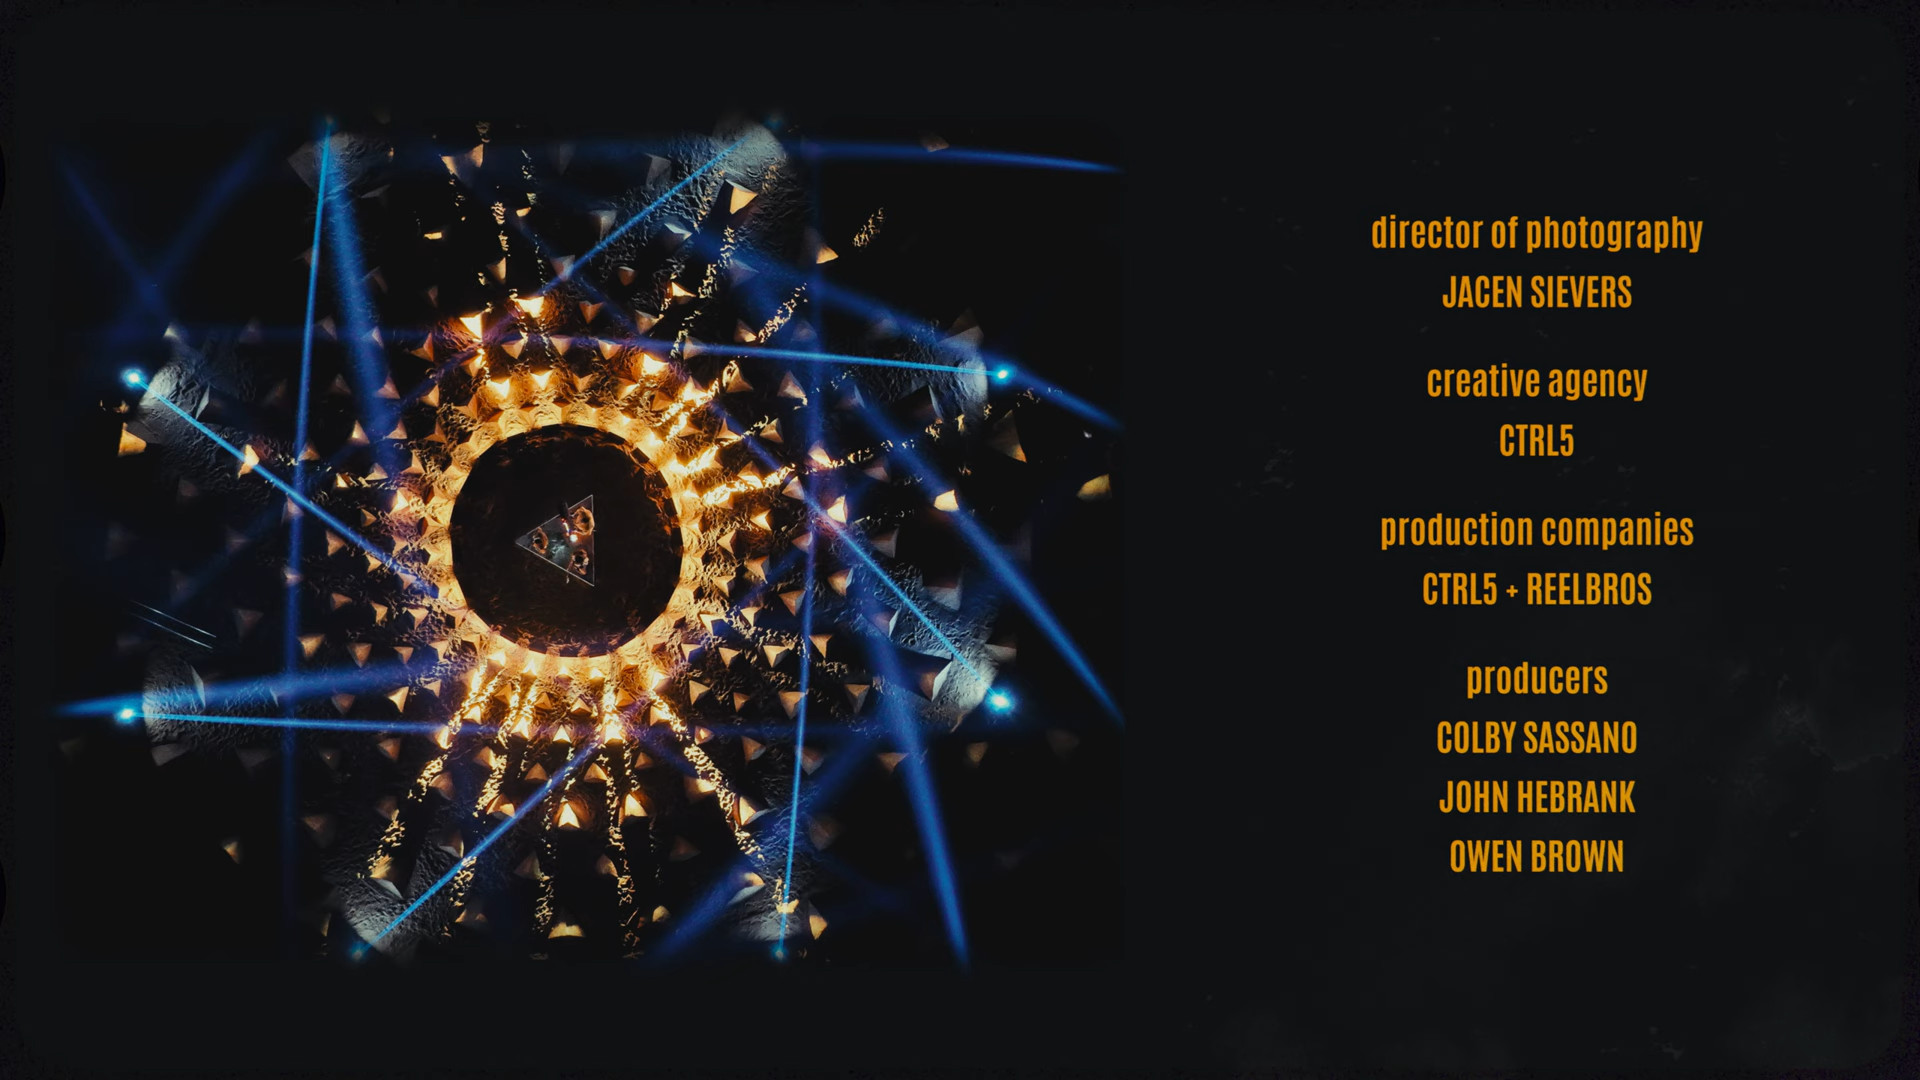 director of photography
JACEN SIEVERS
creative agency
CTRL5
production companies
CTRL5 + REELBROS
producers
COLBY SASSANO
JOHN HEBRANK
OWEN BROWN